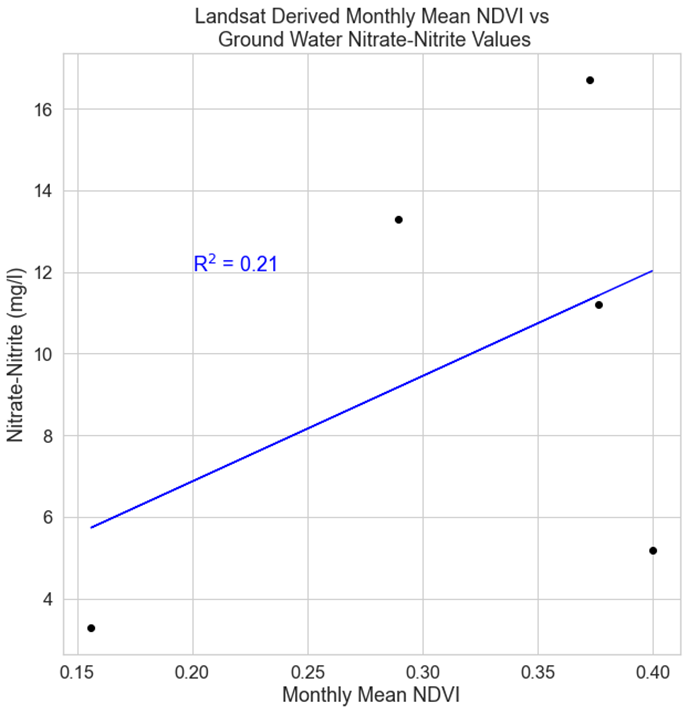 Landsat Derived Monthly Mean NDVI vs
Ground Water Nitrate-Nitrite Values
Nitrate-Nitrite (mg/l)
16
14
12
10
8
6
4
R² = 0.21
0.15 0.20 0.25 0.30 0.35 0.40
Monthly Mean NDVI